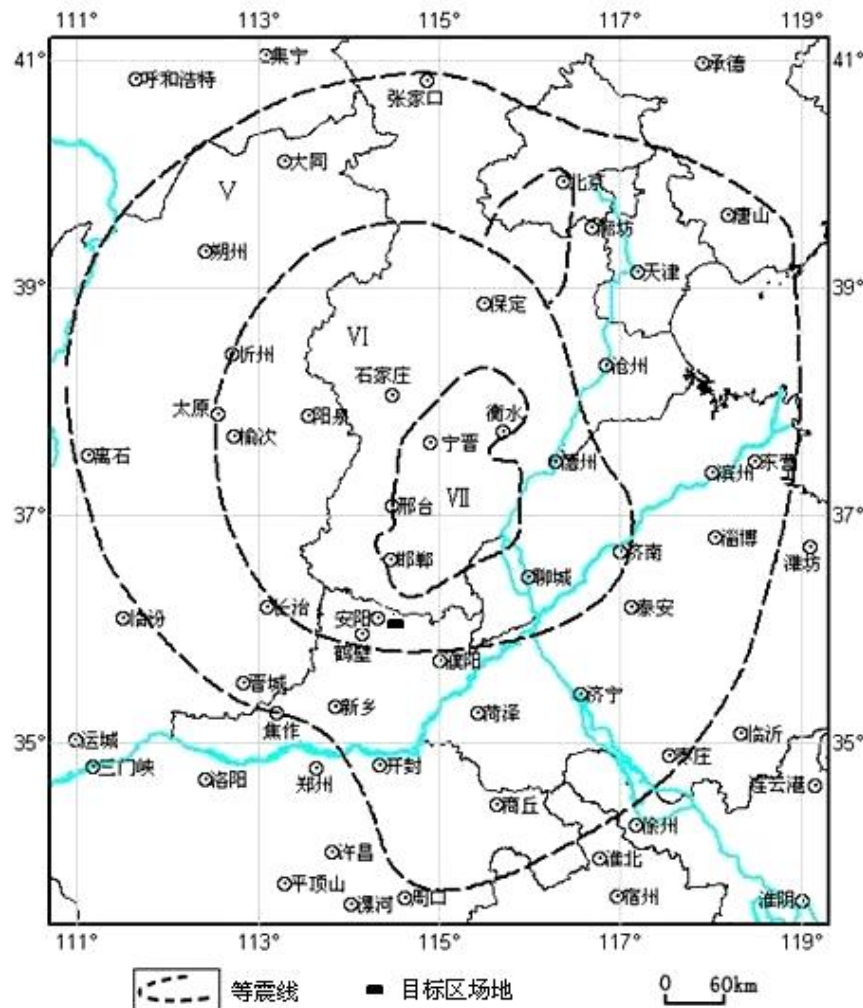 111° 113° 115° 117° 119°
41° 集宁 承德 41°
呼和浩特 张家口
大同 北京
Ⅴ 唐山
廊坊
朔州
39° 天津 39°
保定
忻州 Ⅵ 沧州
石家庄
太原 阳泉 衡水
榆次 宁晋
离石 德州 滨州 东营
37° 邢台 Ⅶ 37°
淄博
邯郸 济南 潍坊
聊城
长治 安阳 泰安
临汾 鹤壁
濮阳
晋城 济宁
新乡 菏泽
焦作
35° 运城 临沂 35°
三门峡 开封 枣庄
洛阳 郑州 连云港
商丘
徐州
许昌 淮北
平顶山 周口 宿州 淮阴
漯河
111° 113° 115° 117° 119°
等震线 目标区场地 0 60km